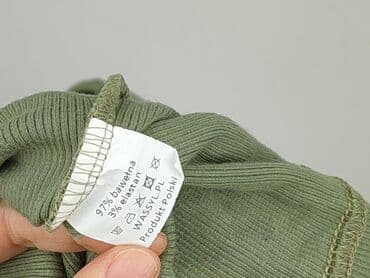 97% bawełna
3% elastan
WASSYL.PL
Produkt Polski